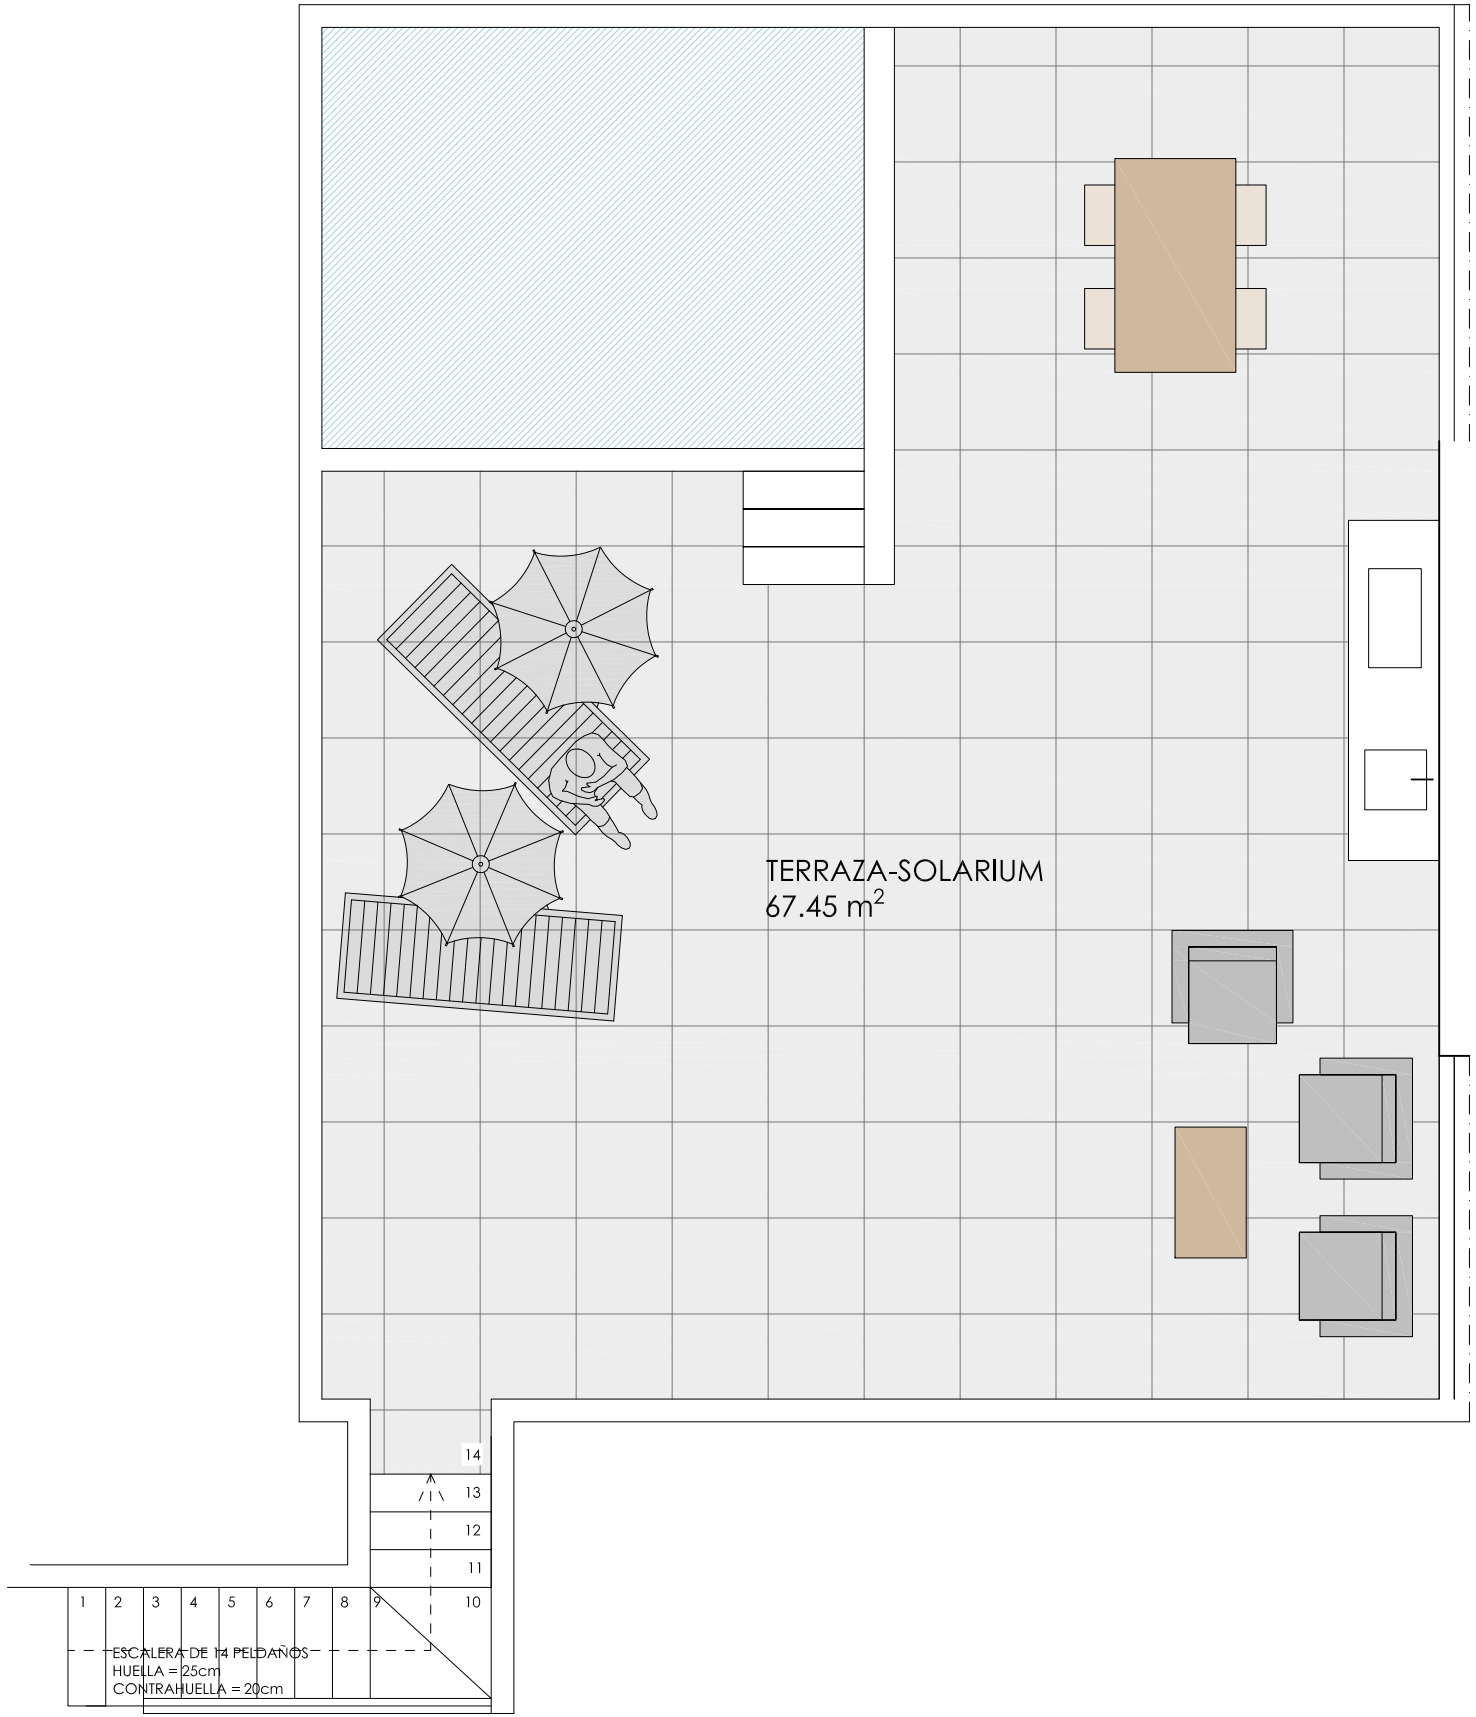 TERRAZA-SOLARIUM
67.45 m²
14
13
12
11
1 2 3 4 5 6 7 8 9 10
ESCALERA DE 14 PELDAÑOS
HUELLA = 25cm
CONTRAHUELLA = 20cm